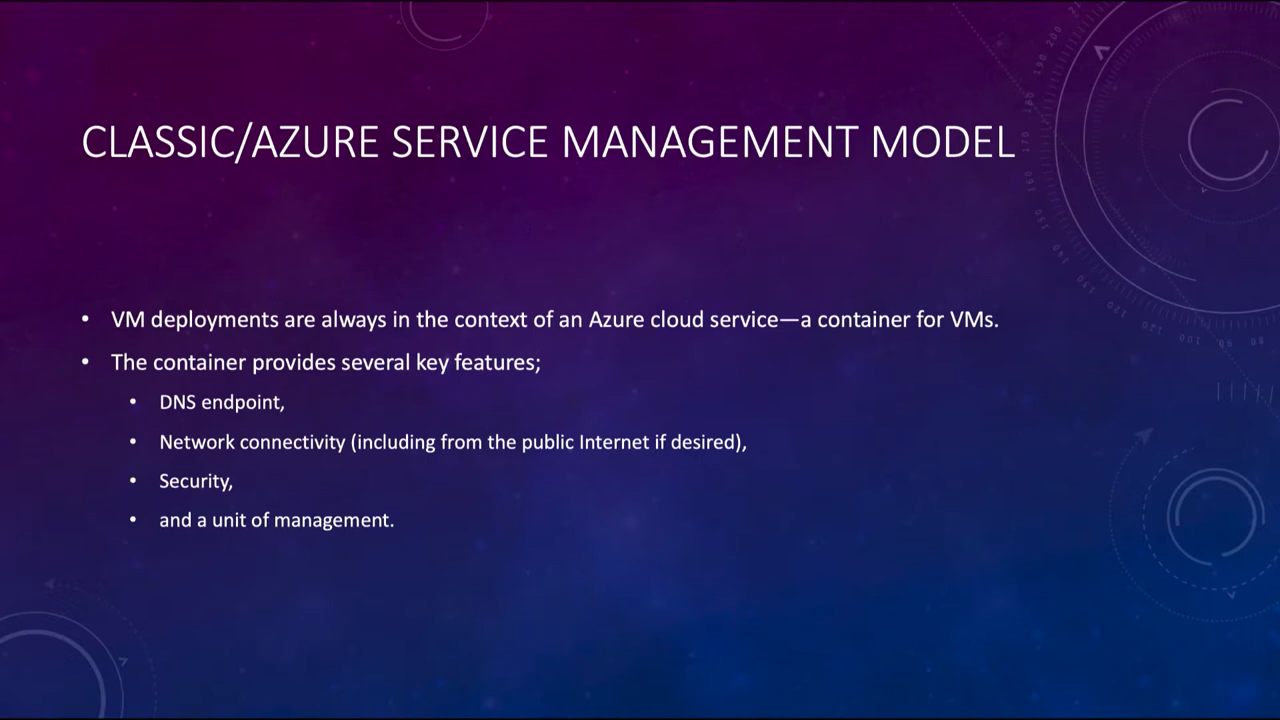 CLASSIC/AZURE SERVICE MANAGEMENT MODEL
• VM deployments are always in the context of an Azure cloud service—a container for VMs.
• The container provides several key features;
• DNS endpoint,
• Network connectivity (including from the public Internet if desired),
• Security,
• and a unit of management.